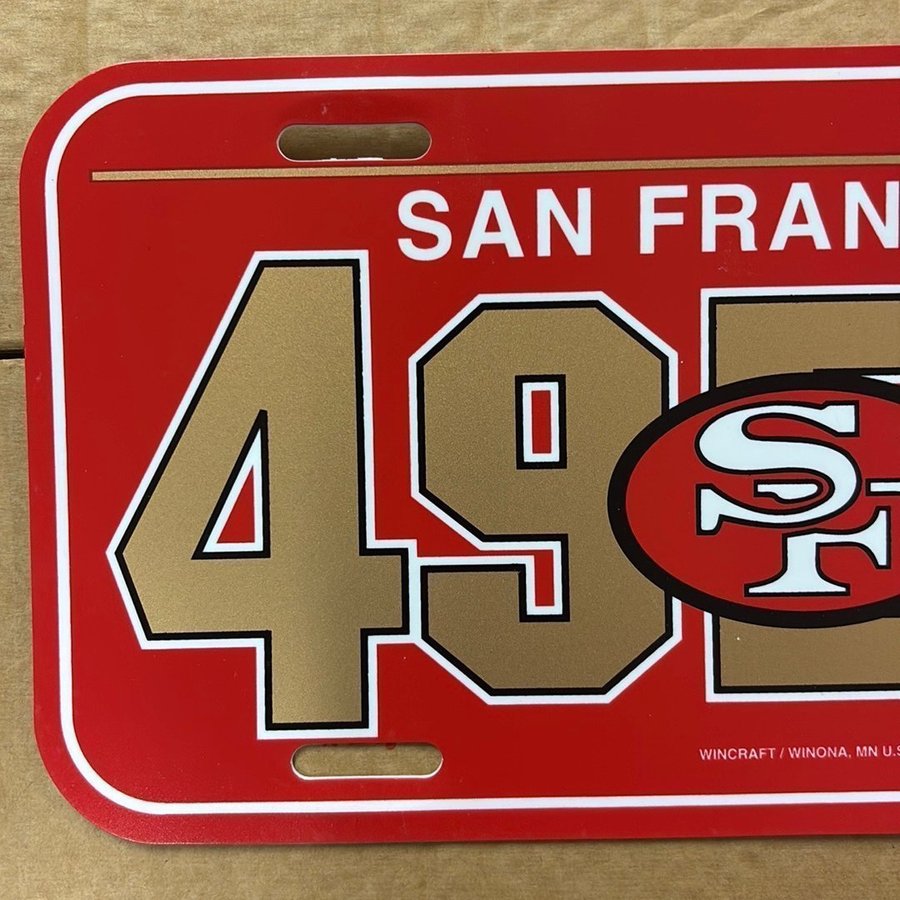 SAN FRAN
49
SF
WINCRAFT / WINONA, MN U.S